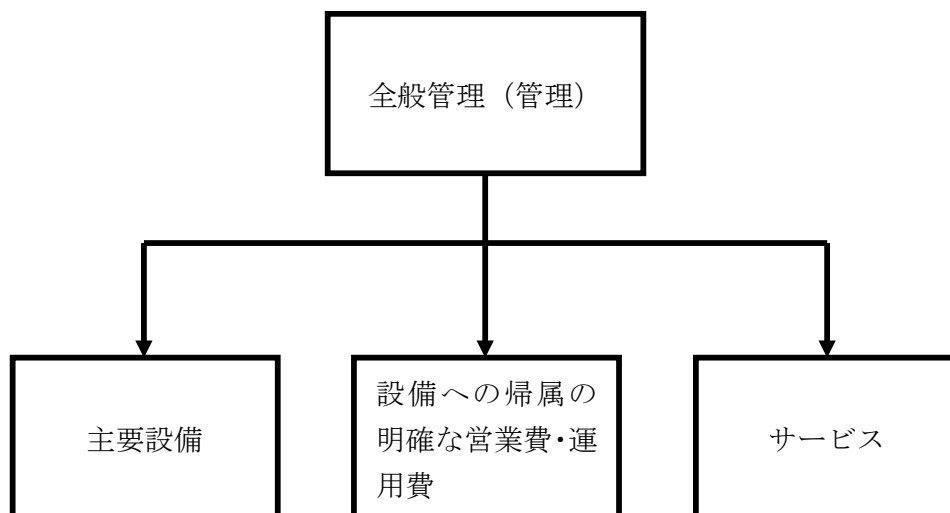 全般管理（管理）
主要設備
設備への帰属の
明確な営業費・運
用費
サービス